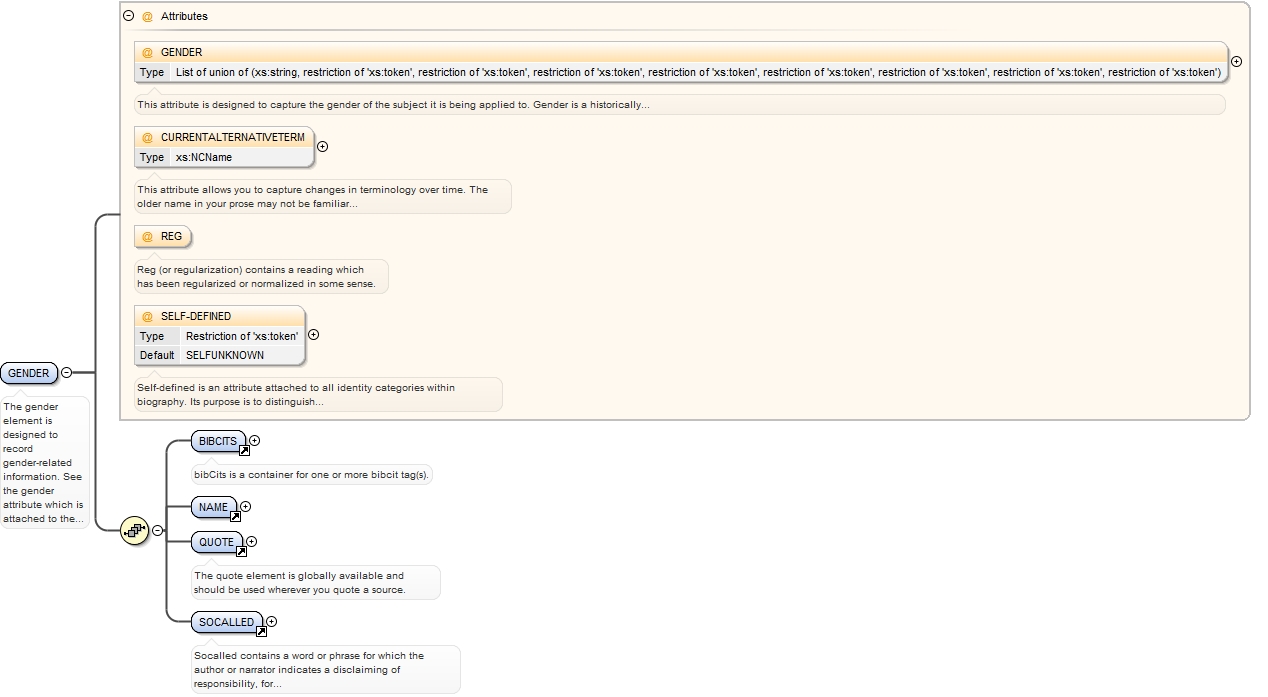 Attributes
@ GENDER
Type List of union of (xs:string, restriction of 'xs:token', restriction of 'xs:token', restriction of 'xs:token', restriction of 'xs:token', restriction of 'xs:token', restriction of 'xs:token', restriction of 'xs:token', restriction of 'xs:token')
This attribute is designed to capture the gender of the subject it is being applied to. Gender is a historically...
@ CURRENTALTERNATIVETERM
Type xs:NCName
This attribute allows you to capture changes in terminology over time. The
older name in your prose may not be familiar...
@ REG
Reg (or regularization) contains a reading which
has been regularized or normalized in some sense.
@ SELF-DEFINED
Type Restriction of 'xs:token'
Default SELFUNKNOWN
Self-defined is an attribute attached to all identity categories within
biography. Its purpose is to distinguish...
GENDER
The gender
element is
designed to
record
gender-related
information. See
the gender
attribute which is
attached to the...
BIBCITS
bibCits is a container for one or more bibcit tag(s).
NAME
QUOTE
The quote element is globally available and
should be used wherever you quote a source.
SOCALLED
Socalled contains a word or phrase for which the
author or narrator indicates a disclaiming of
responsibility, for...